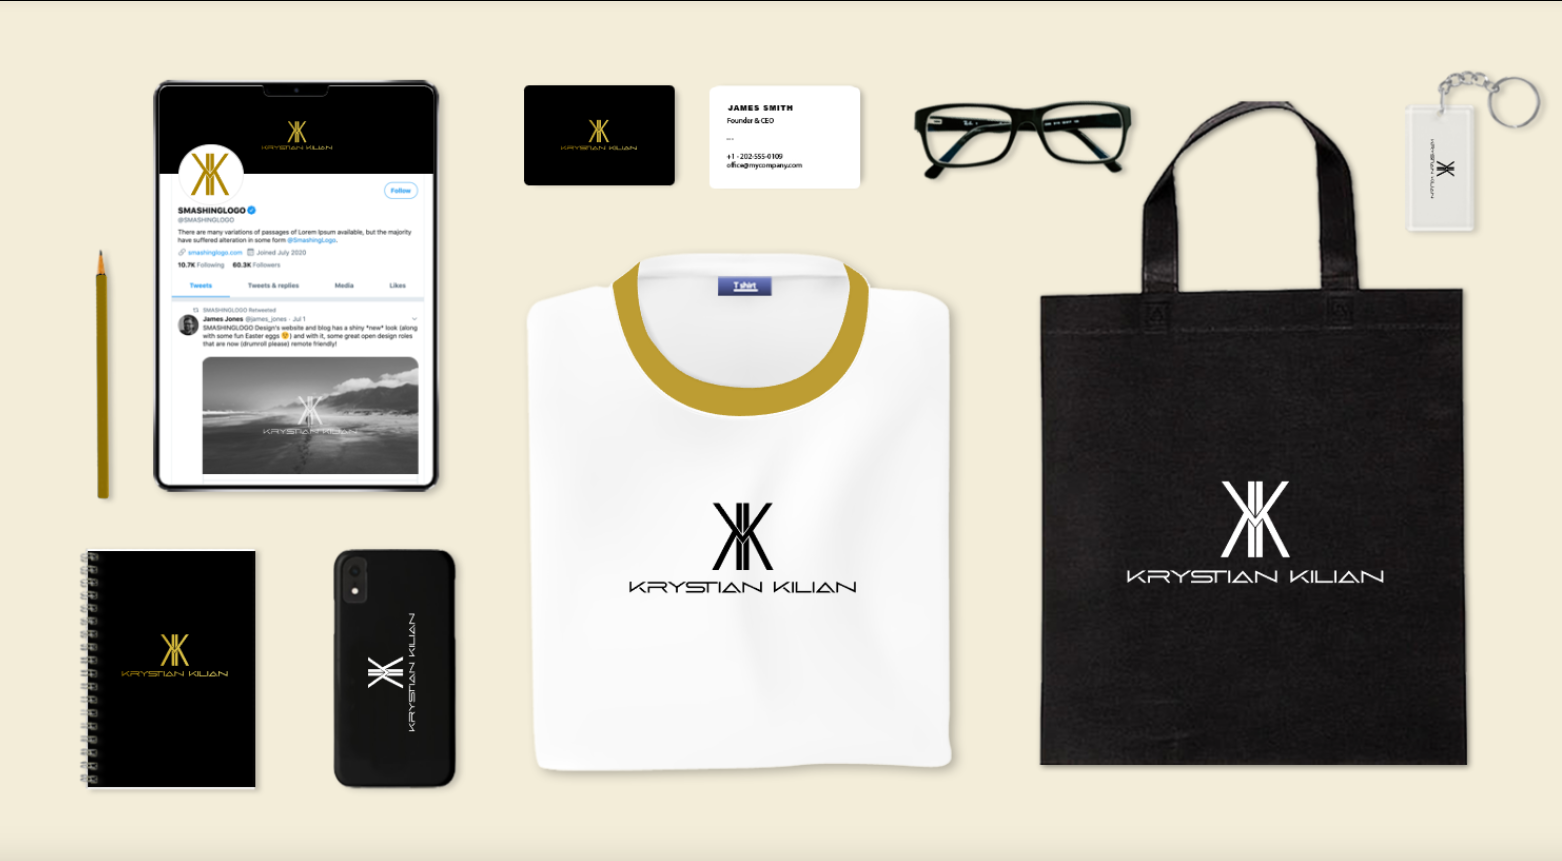 KRYSTIAN KILIAN
SMASHINGLOGO
@SMASHINGLOGO
Follow
There are many variations of passages of Lorem Ipsum available, but the majority
have suffered alteration in some form @SmashingLogo.
smashinglogo.com Joined July 2020
10.7K Following 60.3K Followers
Tweets Tweets & replies Media Likes
SMASHINGLOGO Retweeted
James Jones @james_jones - Jul 1
SMASHINGLOGO Design's website and blog has a shiny *new* look (along
with some fun Easter eggs 😍) and with it, some great open design roles
that are now (drumroll please) remote friendly!
KRYSTIAN KILIAN
KRYSTIAN KILIAN
JAMES SMITH
Founder & CEO
---
+1 - 202-555-0109
office@mycompany.com
T shirt
KRYSTIAN KILIAN
KRYSTIAN KILIAN
KRYSTIAN KILIAN
KRYSTIAN KILIAN